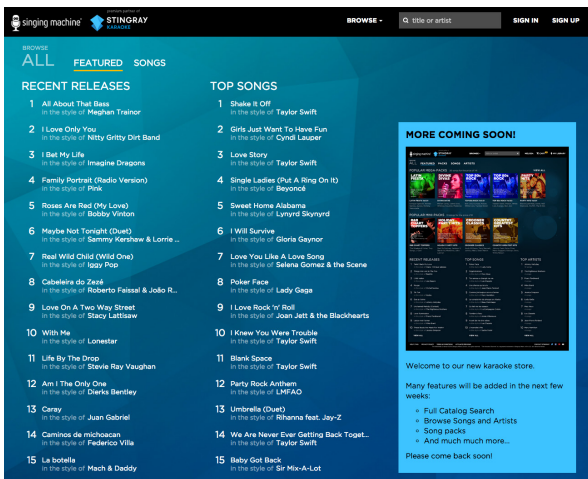 singing machine
premiere partner of
STINGRAY
KARAOKE
BROWSE
title or artist
SIGN IN
SIGN UP
BROWSE
ALL
FEATURED
SONGS
RECENT RELEASES
1 All About That Bass
in the style of Meghan Trainor
2 I Love Only You
in the style of Nitty Gritty Dirt Band
3 I Bet My Life
in the style of Imagine Dragons
4 Family Portrait (Radio Version)
in the style of Pink
5 Roses Are Red (My Love)
in the style of Bobby Vinton
6 Maybe Not Tonight (Duet)
in the style of Sammy Kershaw & Lorrie ...
7 Real Wild Child (Wild One)
in the style of Iggy Pop
8 Cabeleira do Zezé
in the style of Roberto Faissal & João R...
9 Love On A Two Way Street
in the style of Stacy Lattisaw
10 With Me
in the style of Lonestar
11 Life By The Drop
in the style of Stevie Ray Vaughan
12 Am I The Only One
in the style of Dierks Bentley
13 Caray
in the style of Juan Gabriel
14 Caminos de michoacan
in the style of Federico Villa
15 La botella
in the style of Mach & Daddy
TOP SONGS
1 Shake It Off
in the style of Taylor Swift
2 Girls Just Want To Have Fun
in the style of Cyndi Lauper
3 Love Story
in the style of Taylor Swift
4 Single Ladies (Put A Ring On It)
in the style of Beyoncé
5 Sweet Home Alabama
in the style of Lynyrd Skynyrd
6 I Will Survive
in the style of Gloria Gaynor
7 Love You Like A Love Song
in the style of Selena Gomez & the Scene
8 Poker Face
in the style of Lady Gaga
9 I Love Rock 'n' Roll
in the style of Joan Jett & the Blackhearts
10 I Knew You Were Trouble
in the style of Taylor Swift
11 Blank Space
in the style of Taylor Swift
12 Party Rock Anthem
in the style of LMFAO
13 Umbrella (Duet)
in the style of Rihanna feat. Jay-Z
14 We Are Never Ever Getting Back Toget...
in the style of Taylor Swift
15 Baby Got Back
in the style of Sir Mix-A-Lot
MORE COMING SOON!
singing machine
STINGRAY
POPULAR MEGA PACKS
VIEW ALL
POPULAR MINI PACKS
RECENT RELEASES
TOP SONGS
TOP ARTISTS
Welcome to our new karaoke store.
Many features will be added in the next few
weeks:
Full Catalog Search
Browse Songs and Artists
Song packs
And much much more...
Please come back soon!